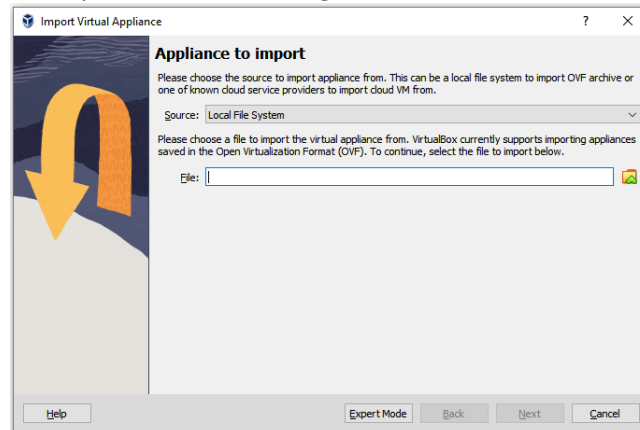 Import Virtual Appliance
Appliance to import
Please choose the source to import appliance from. This can be a local file system to import OVF archive or
one of known cloud service providers to import cloud VM from.
Source: Local File System
Please choose a file to import the virtual appliance from. VirtualBox currently supports importing appliances
saved in the Open Virtualization Format (OVF). To continue, select the file to import below.
File:
Help Expert Mode Back Next Cancel